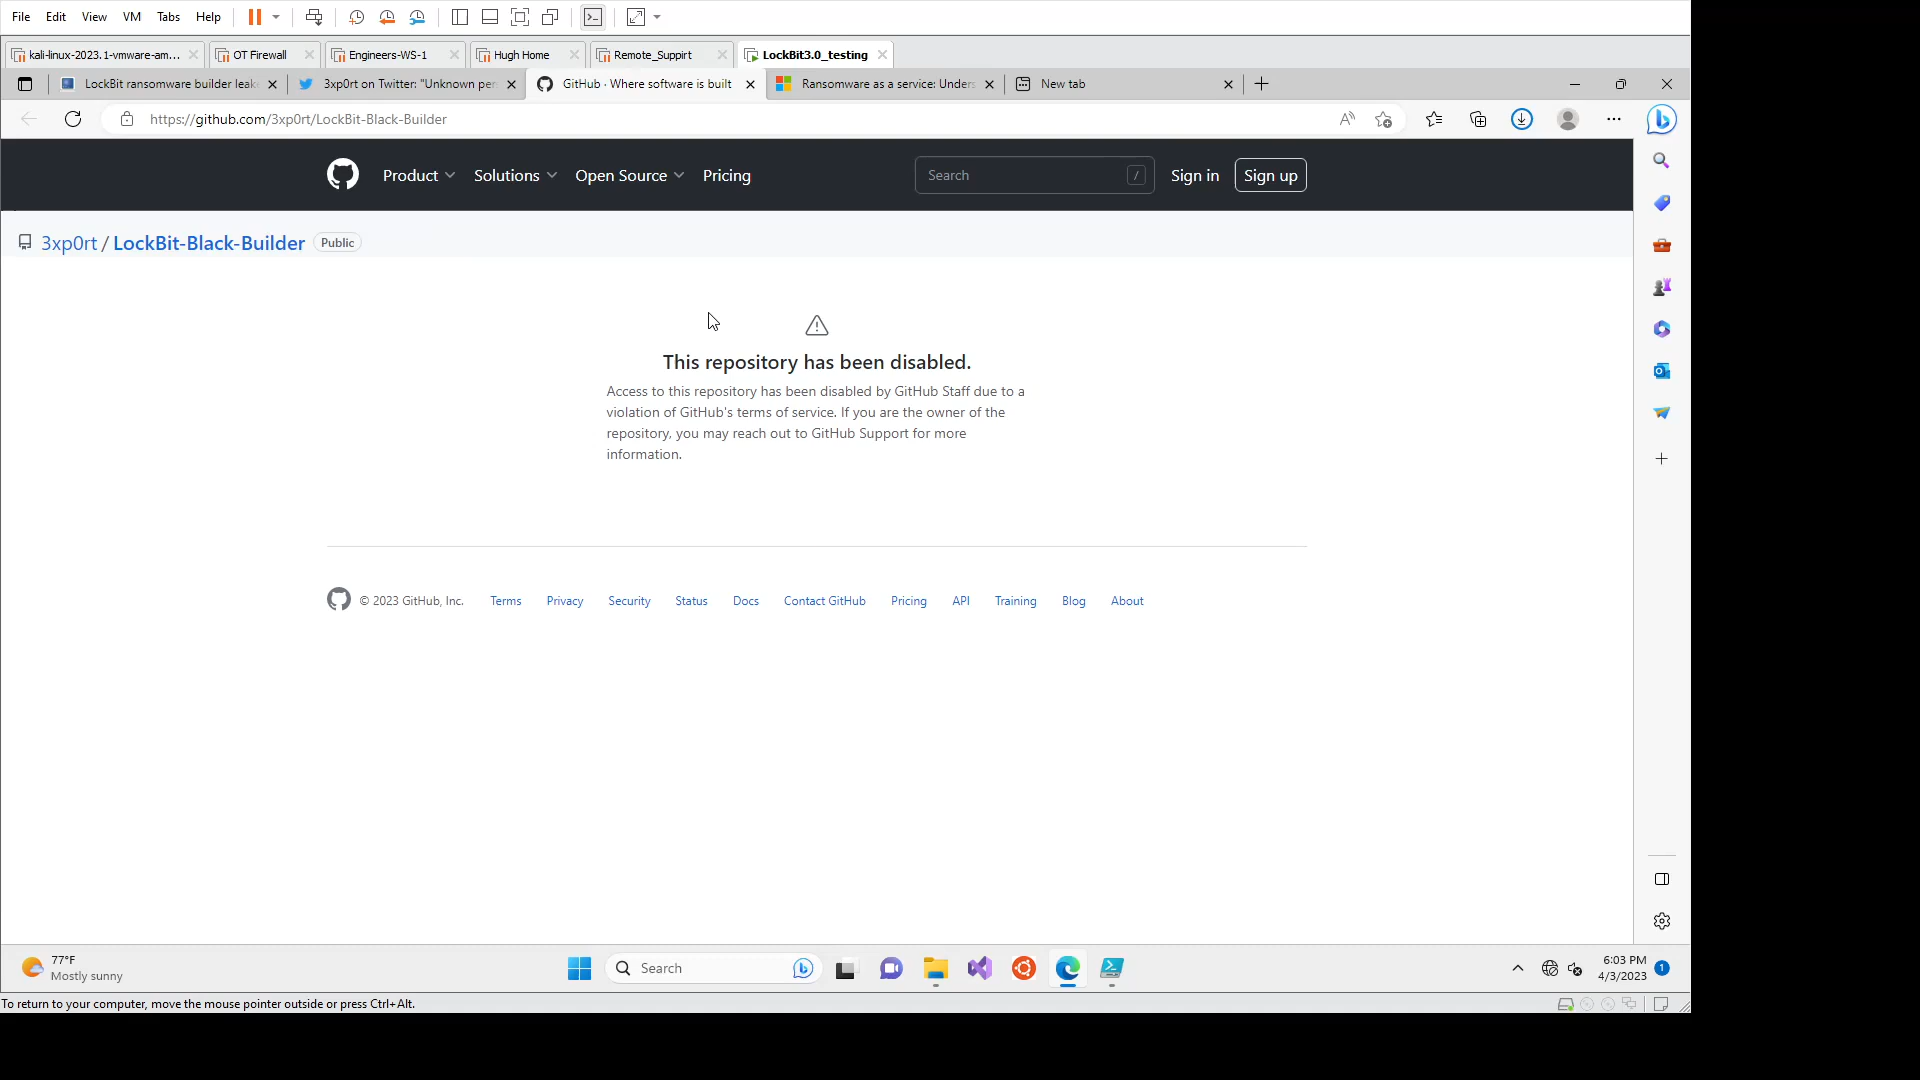 File Edit View VM Tabs Help
kali-linux-2023.1-vmware-am... OT Firewall Engineers-WS-1 Hugh Home Remote_Suppirt LockBit3.0_testing
LockBit ransomware builder leake 3xp0rt on Twitter: "Unknown per GitHub · Where software is built Ransomware as a service: Unders New tab
https://github.com/3xp0rt/LockBit-Black-Builder
Product Solutions Open Source Pricing Search / Sign in Sign up
3xp0rt / LockBit-Black-Builder Public
This repository has been disabled.
Access to this repository has been disabled by GitHub Staff due to a
violation of GitHub's terms of service. If you are the owner of the
repository, you may reach out to GitHub Support for more
information.
© 2023 GitHub, Inc. Terms Privacy Security Status Docs Contact GitHub Pricing API Training Blog About
77°F
Mostly sunny
Search
6:03 PM
4/3/2023
1
To return to your computer, move the mouse pointer outside or press Ctrl+Alt.